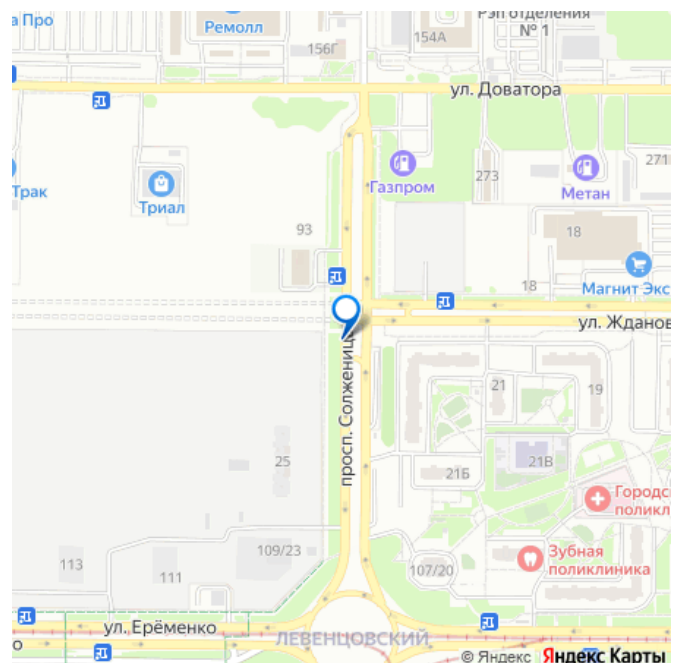 а Про
Ремолл
156Г
154А
Рэп отделения
№ 1
ул. Доватора
Газпром
273
271
Метан
Трак
Триал
93
18
18
Магнит Экс
ул. Жданов
просп. Солженица
21
19
25
21Б
21В
Городс
поликл
109/23
113
111
107/20
Зубная
поликлиника
ул. Ерёменко
о
ЛЕВЕНЦОВСКИЙ
© Яндекс Яндекс Карты